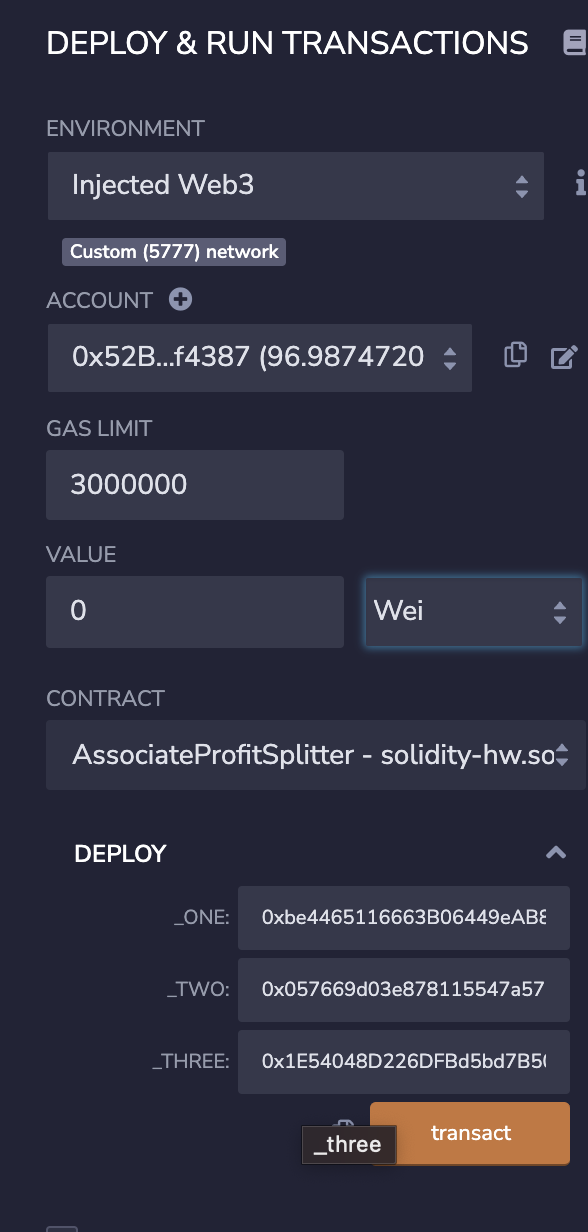 DEPLOY & RUN TRANSACTIONS
ENVIRONMENT
Injected Web3
Custom (5777) network
ACCOUNT
0x52B...f4387 (96.9874720
GAS LIMIT
3000000
VALUE
0 Wei
CONTRACT
AssociateProfitSplitter - solidity-hw.so
DEPLOY
_ONE: 0xbe4465116663B06449eAB8
_TWO: 0x057669d03e878115547a57
_THREE: 0x1E54048D226DFBd5bd7B50
transact
_three